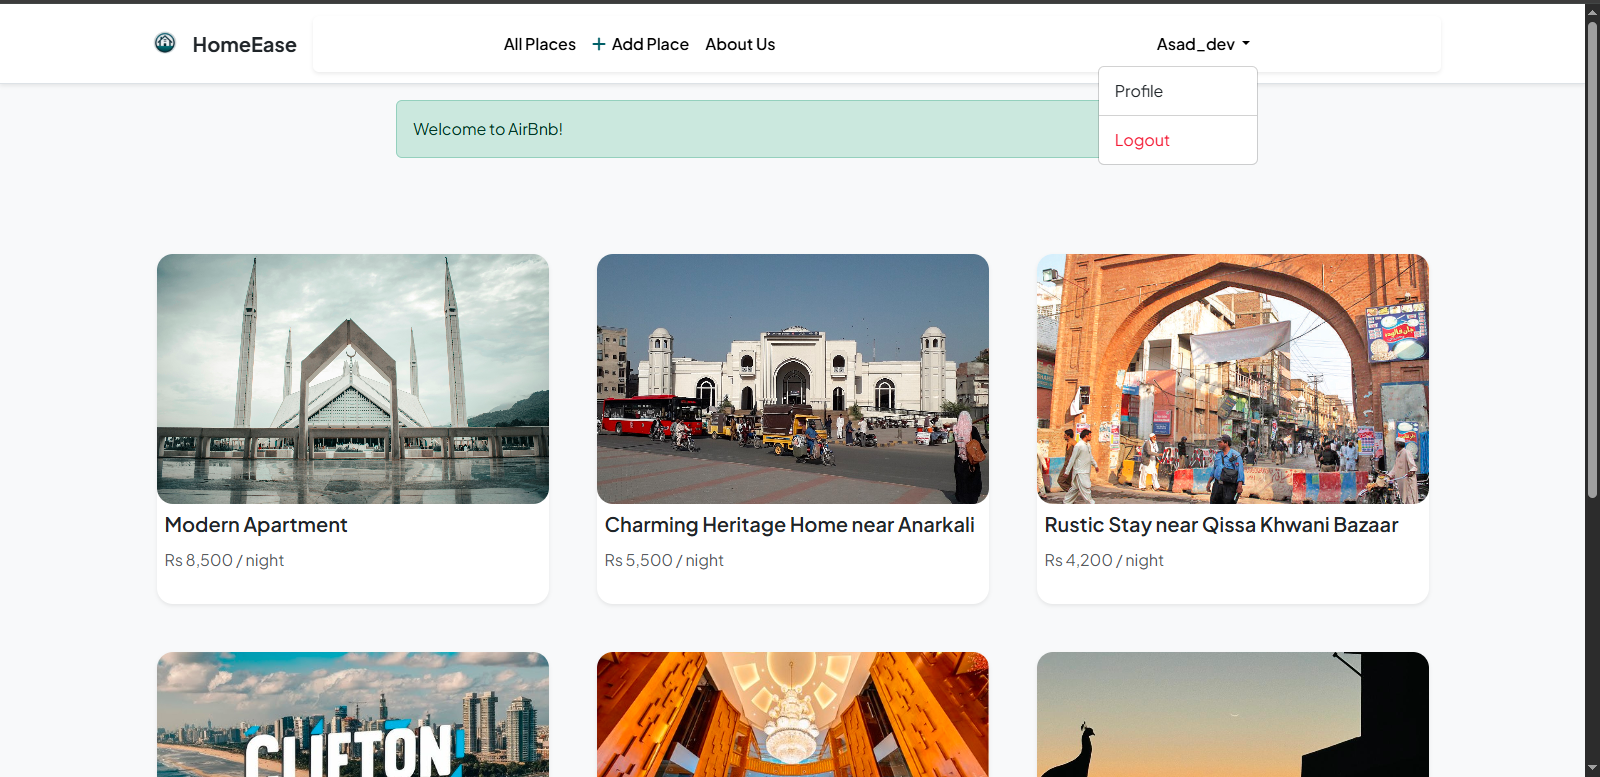 HomeEase
All Places
+ Add Place
About Us
Asad_dev
Profile
Logout
Welcome to AirBnb!
Modern Apartment
Rs 8,500 / night
Charming Heritage Home near Anarkali
Rs 5,500 / night
Rustic Stay near Qissa Khwani Bazaar
Rs 4,200 / night
CLIFTON